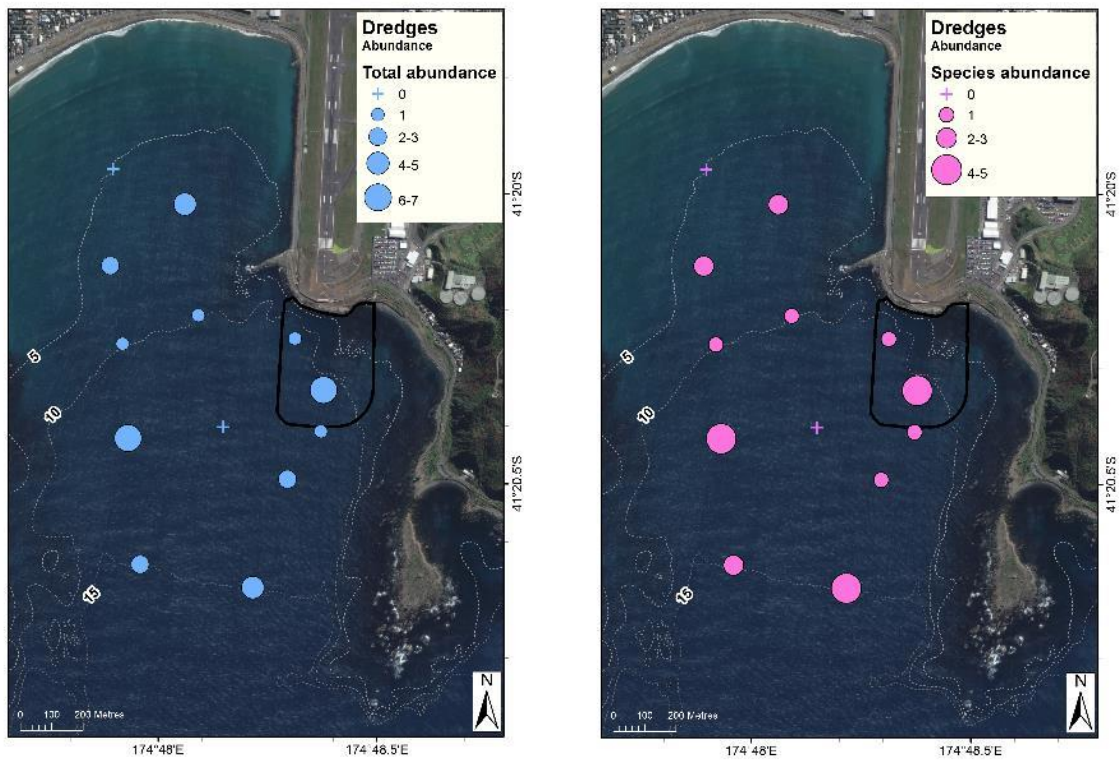 Dredges
Abundance
Total abundance
0
1
2-3
4-5
6-7
41°20'S
5
10
41°20.5'S
15
N
0 100 200 Metres
174°48'E
174°48.5'E
Dredges
Abundance
Species abundance
0
1
2-3
4-5
41°20'S
5
10
41°20.5'S
15
N
0 100 200 Metres
174°48'E
174°48.5'E